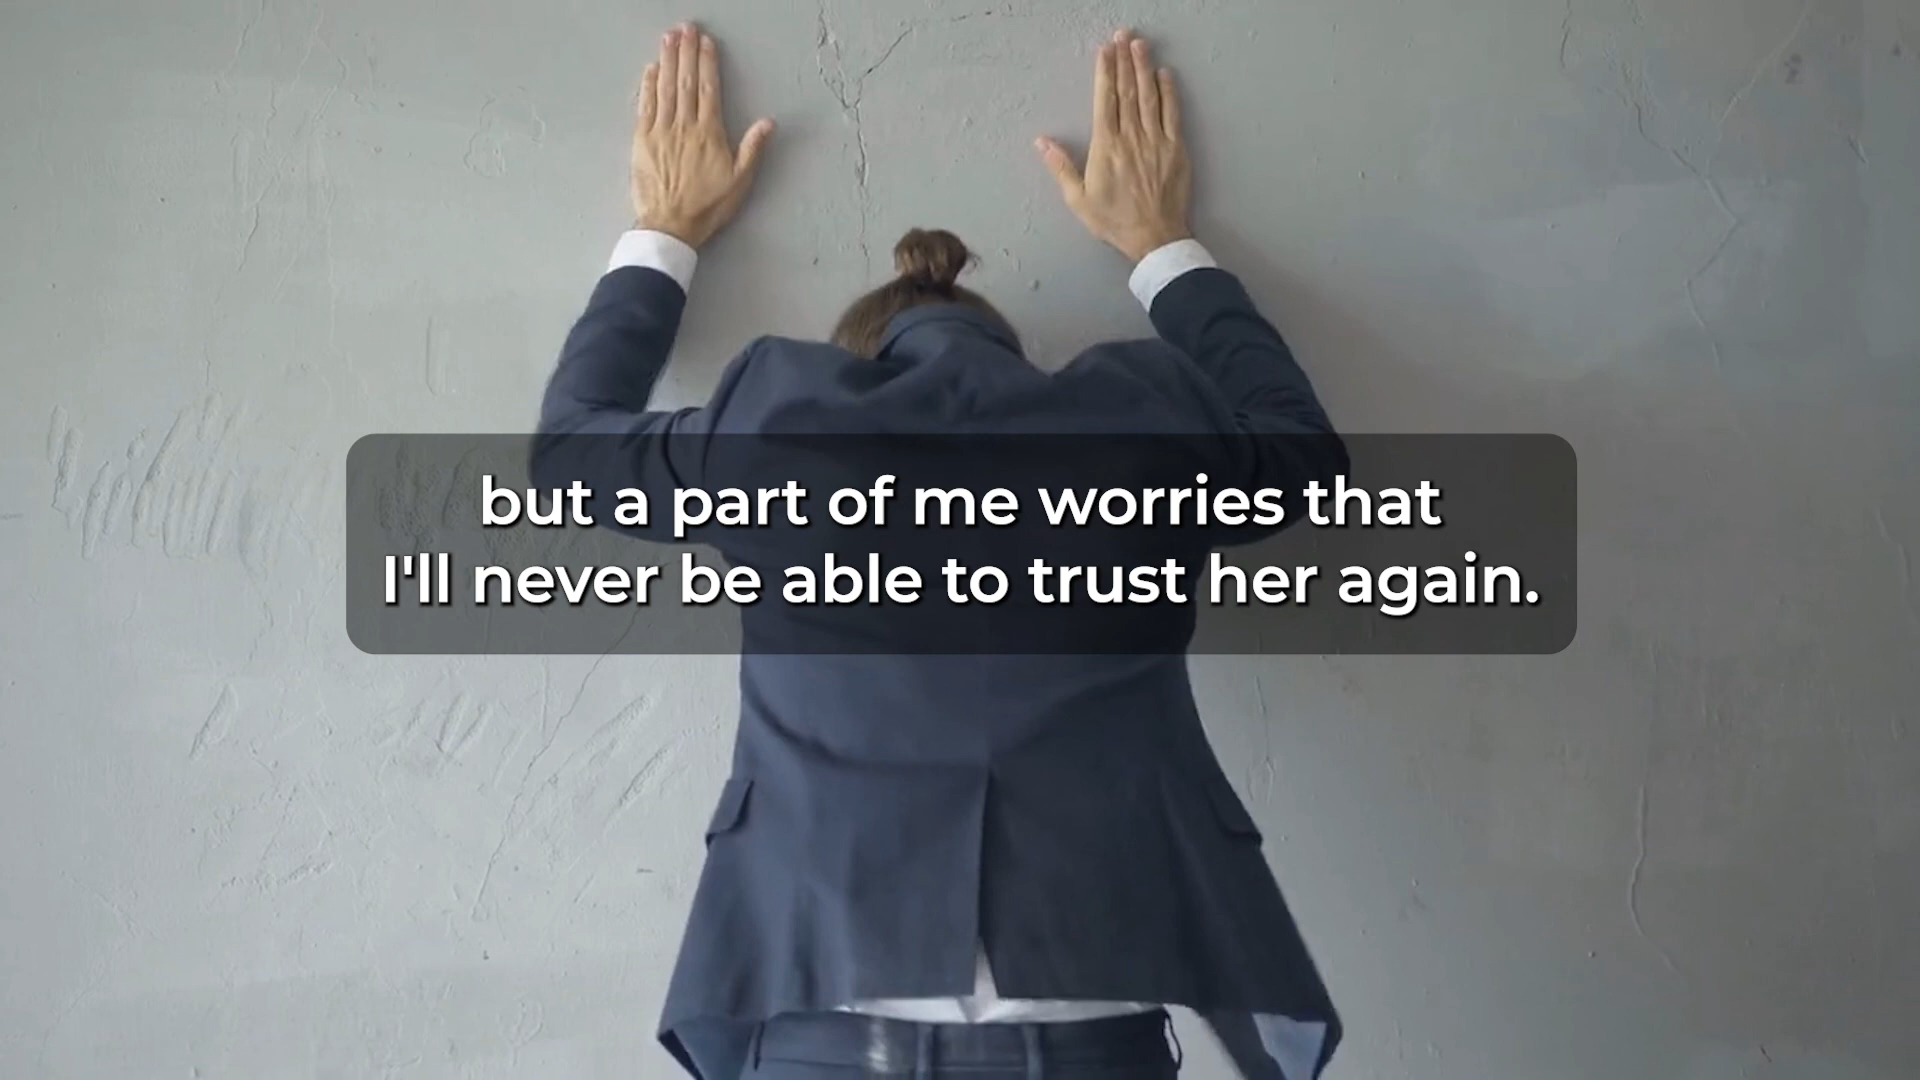 but a part of me worries that
I'll never be able to trust her again.